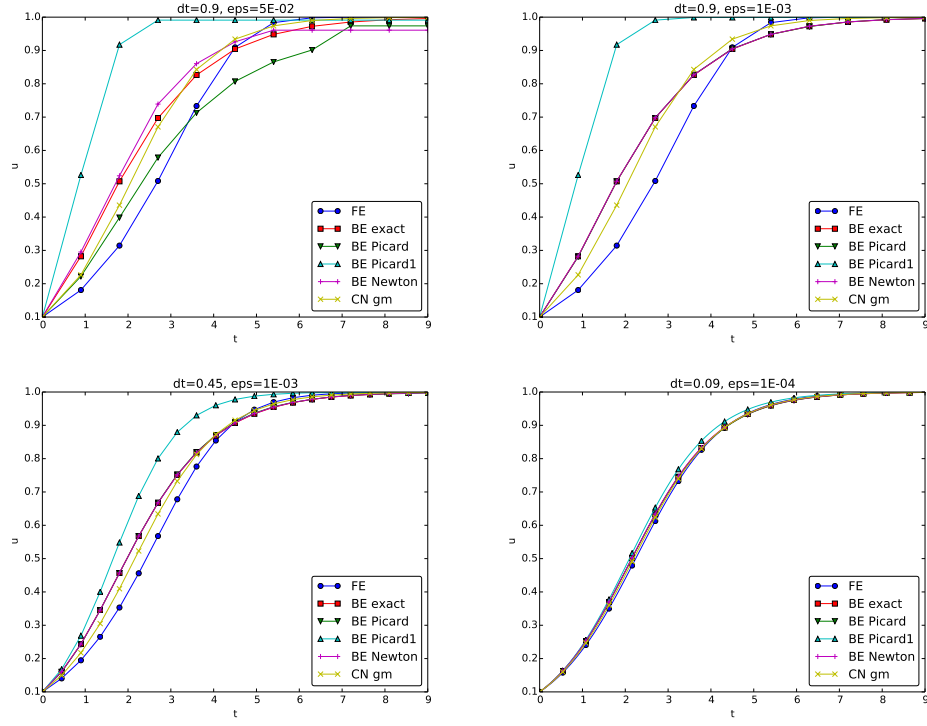 dt=0.9, eps=5E-02
1.0
0.9
0.8
0.7
0.6
0.5
0.4
0.3
0.2
0.1
u
0 1 2 3 4 5 6 7 8 9
t
FE
BE exact
BE Picard
BE Picard1
BE Newton
CN gm
dt=0.9, eps=1E-03
1.0
0.9
0.8
0.7
0.6
0.5
0.4
0.3
0.2
0.1
u
0 1 2 3 4 5 6 7 8 9
t
FE
BE exact
BE Picard
BE Picard1
BE Newton
CN gm
dt=0.45, eps=1E-03
1.0
0.9
0.8
0.7
0.6
0.5
0.4
0.3
0.2
0.1
u
0 1 2 3 4 5 6 7 8 9
t
FE
BE exact
BE Picard
BE Picard1
BE Newton
CN gm
dt=0.09, eps=1E-04
1.0
0.9
0.8
0.7
0.6
0.5
0.4
0.3
0.2
0.1
u
0 1 2 3 4 5 6 7 8 9
t
FE
BE exact
BE Picard
BE Picard1
BE Newton
CN gm